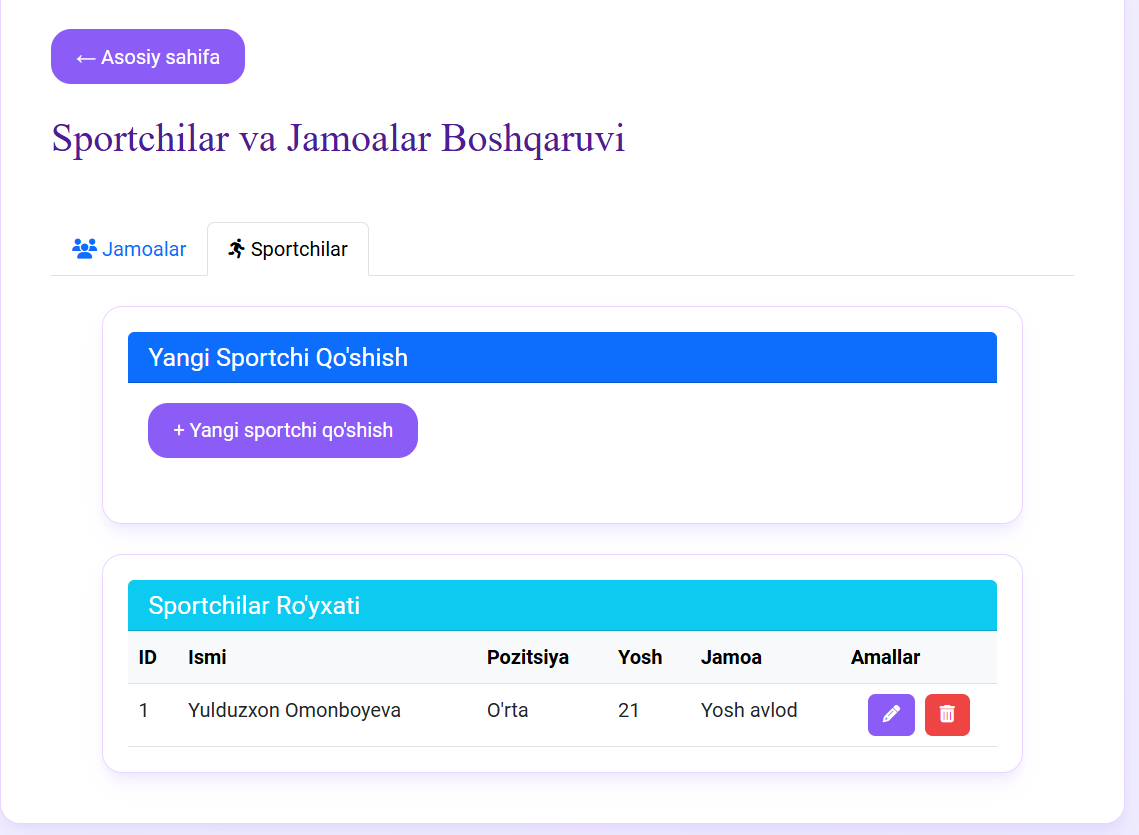 ← Asosiy sahifa
Sportchilar va Jamoalar Boshqaruvi
Jamoalar
Sportchilar
Yangi Sportchi Qo'shish
+ Yangi sportchi qo'shish
Sportchilar Ro'yxati
ID Ismi Pozitsiya Yosh Jamoa Amallar
1 Yulduzxon Omonboyeva O'rta 21 Yosh avlod